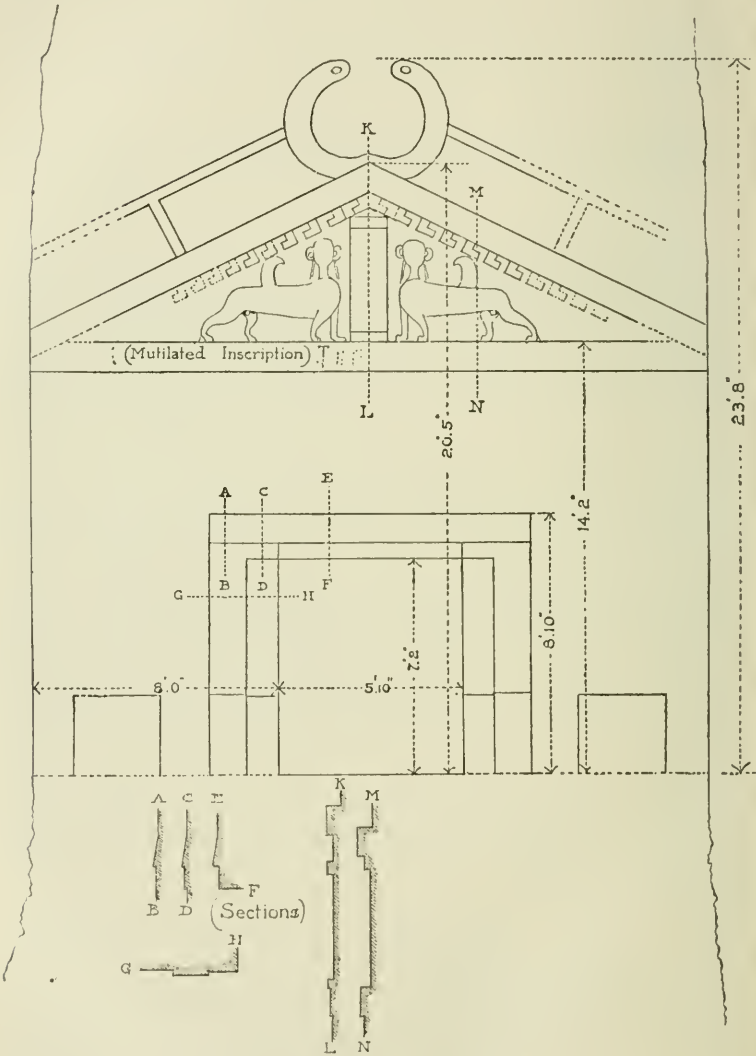 K
M
(Mutilated Inscription) T
L
N
23'.8"
20'.5"
14'.2"
A
C
E
B
D
F
G
H
8'.10"
7'.2"
8'.0"
5'.10"
K
A
C
E
M
B
D
F
(Sections)
H
G
L
N